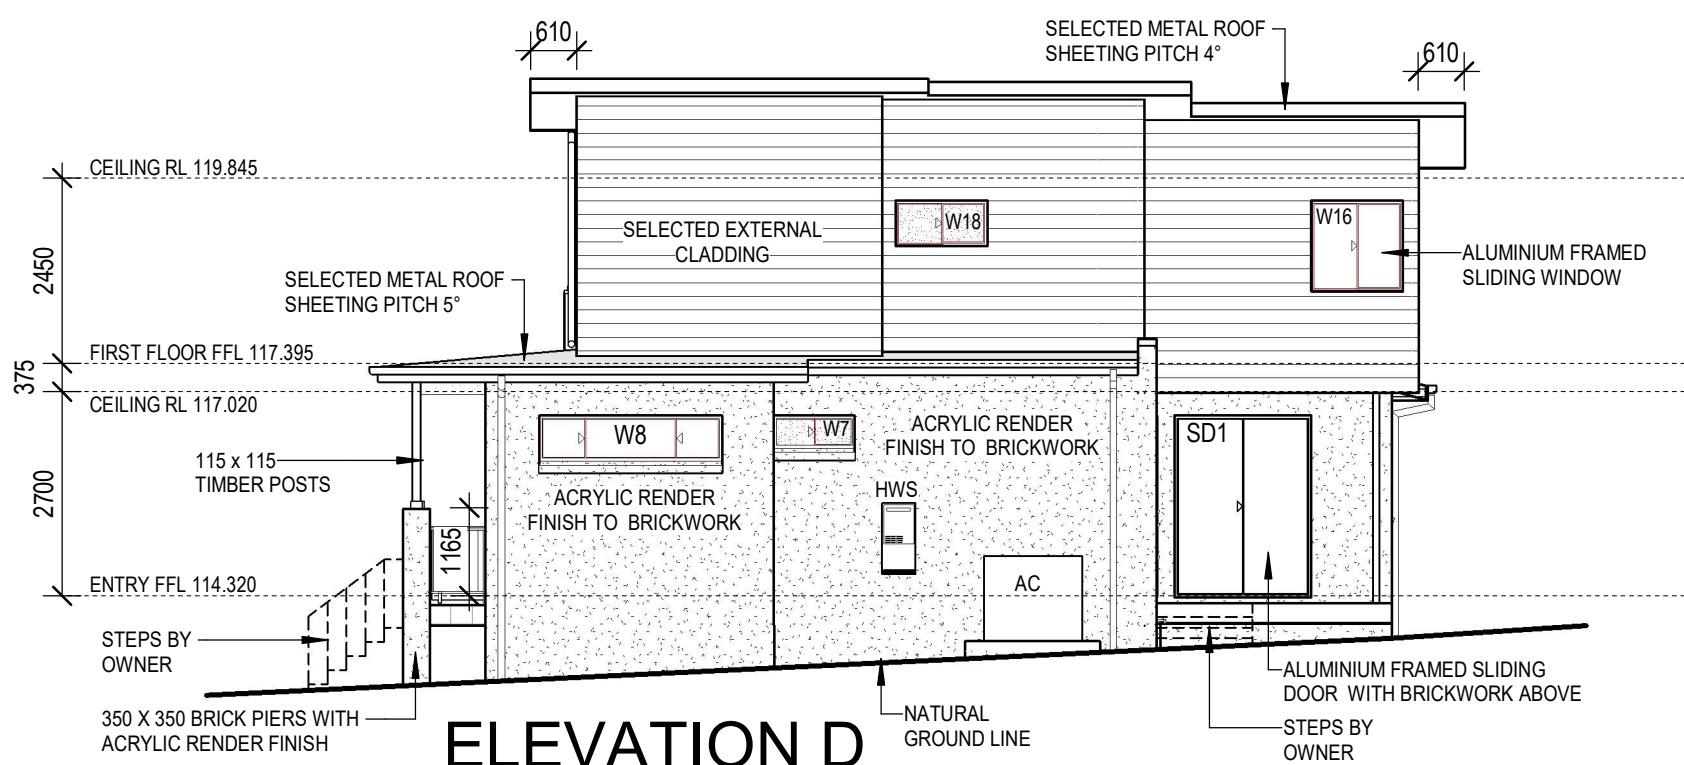 610
SELECTED METAL ROOF
SHEETING PITCH 4°
610
CEILING RL 119.845
2450
SELECTED EXTERNAL
CLADDING
W18
W16
ALUMINIUM FRAMED
SLIDING WINDOW
SELECTED METAL ROOF
SHEETING PITCH 5°
FIRST FLOOR FFL 117.395
375
CEILING RL 117.020
W8
W7
ACRYLIC RENDER
FINISH TO BRICKWORK
SD1
115 x 115
TIMBER POSTS
2700
ACRYLIC RENDER
FINISH TO BRICKWORK
HWS
1165
AC
ENTRY FFL 114.320
STEPS BY
OWNER
ALUMINIUM FRAMED SLIDING
DOOR WITH BRICKWORK ABOVE
350 X 350 BRICK PIERS WITH
ACRYLIC RENDER FINISH
NATURAL
GROUND LINE
STEPS BY
OWNER
ELEVATION D